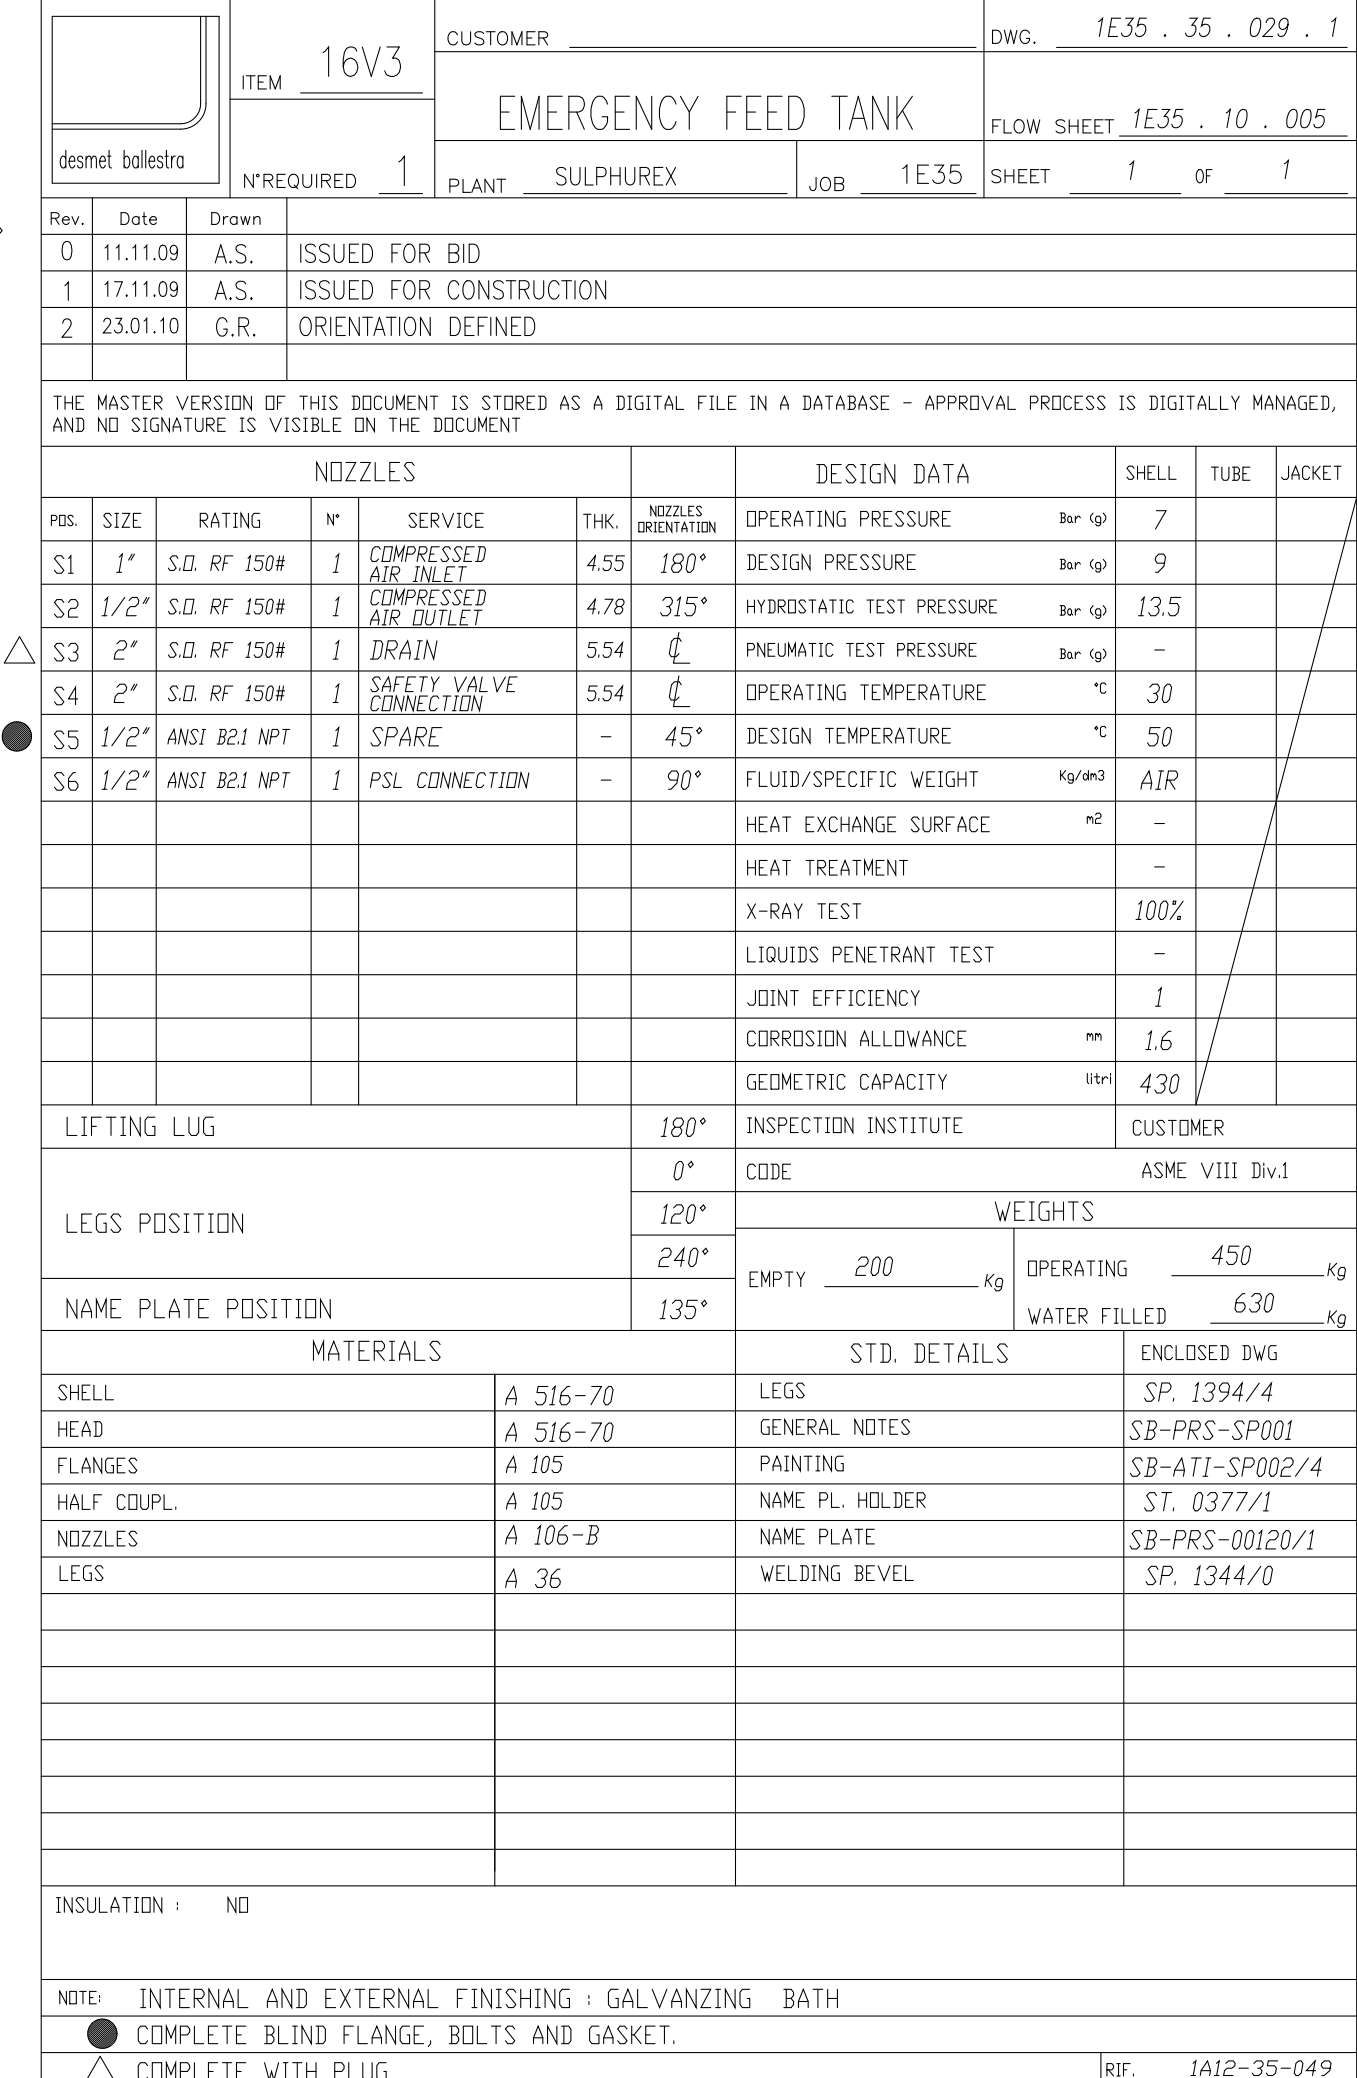 desmet ballestra
ITEM 16V3
N°REQUIRED 1
CUSTOMER
EMERGENCY FEED TANK
PLANT SULPHUREX
JOB 1E35
DWG. 1E35 . 35 . 029 . 1
FLOW SHEET 1E35 . 10 . 005
SHEET 1 OF 1
Rev. Date Drawn
0 11.11.09 A.S. ISSUED FOR BID
1 17.11.09 A.S. ISSUED FOR CONSTRUCTION
2 23.01.10 G.R. ORIENTATION DEFINED
THE MASTER VERSION OF THIS DOCUMENT IS STORED AS A DIGITAL FILE IN A DATABASE - APPROVAL PROCESS IS DIGITALLY MANAGED,
AND NO SIGNATURE IS VISIBLE ON THE DOCUMENT
NOZZLES
POS. SIZE RATING N° SERVICE THK. NOZZLES ORIENTATION
S1 1" S.O. RF 150# 1 COMPRESSED AIR INLET 4.55 180°
S2 1/2" S.O. RF 150# 1 COMPRESSED AIR OUTLET 4.78 315°
S3 2" S.O. RF 150# 1 DRAIN 5.54 ℄
S4 2" S.O. RF 150# 1 SAFETY VALVE CONNECTION 5.54 ℄
S5 1/2" ANSI B2.1 NPT 1 SPARE - 45°
S6 1/2" ANSI B2.1 NPT 1 PSL CONNECTION - 90°
LIFTING LUG 180°
LEGS POSITION 0°
120°
240°
NAME PLATE POSITION 135°
DESIGN DATA SHELL TUBE JACKET
OPERATING PRESSURE Bar (g) 7
DESIGN PRESSURE Bar (g) 9
HYDROSTATIC TEST PRESSURE Bar (g) 13.5
PNEUMATIC TEST PRESSURE Bar (g) -
OPERATING TEMPERATURE °C 30
DESIGN TEMPERATURE °C 50
FLUID/SPECIFIC WEIGHT Kg/dm3 AIR
HEAT EXCHANGE SURFACE m2 -
HEAT TREATMENT -
X-RAY TEST 100%
LIQUIDS PENETRANT TEST -
JOINT EFFICIENCY 1
CORROSION ALLOWANCE mm 1.6
GEOMETRIC CAPACITY litri 430
INSPECTION INSTITUTE CUSTOMER
CODE ASME VIII Div.1
WEIGHTS
EMPTY 200 Kg
OPERATING 450 Kg
WATER FILLED 630 Kg
MATERIALS
SHELL A 516-70
HEAD A 516-70
FLANGES A 105
HALF COUPL. A 105
NOZZLES A 106-B
LEGS A 36
STD. DETAILS ENCLOSED DWG
LEGS SP. 1394/4
GENERAL NOTES SB-PRS-SP001
PAINTING SB-ATI-SP002/4
NAME PL. HOLDER ST. 0377/1
NAME PLATE SB-PRS-00120/1
WELDING BEVEL SP. 1344/0
INSULATION : NO
NOTE: INTERNAL AND EXTERNAL FINISHING : GALVANZING BATH
COMPLETE BLIND FLANGE, BOLTS AND GASKET.
COMPLETE WITH PLUG
RIF. 1A12-35-049